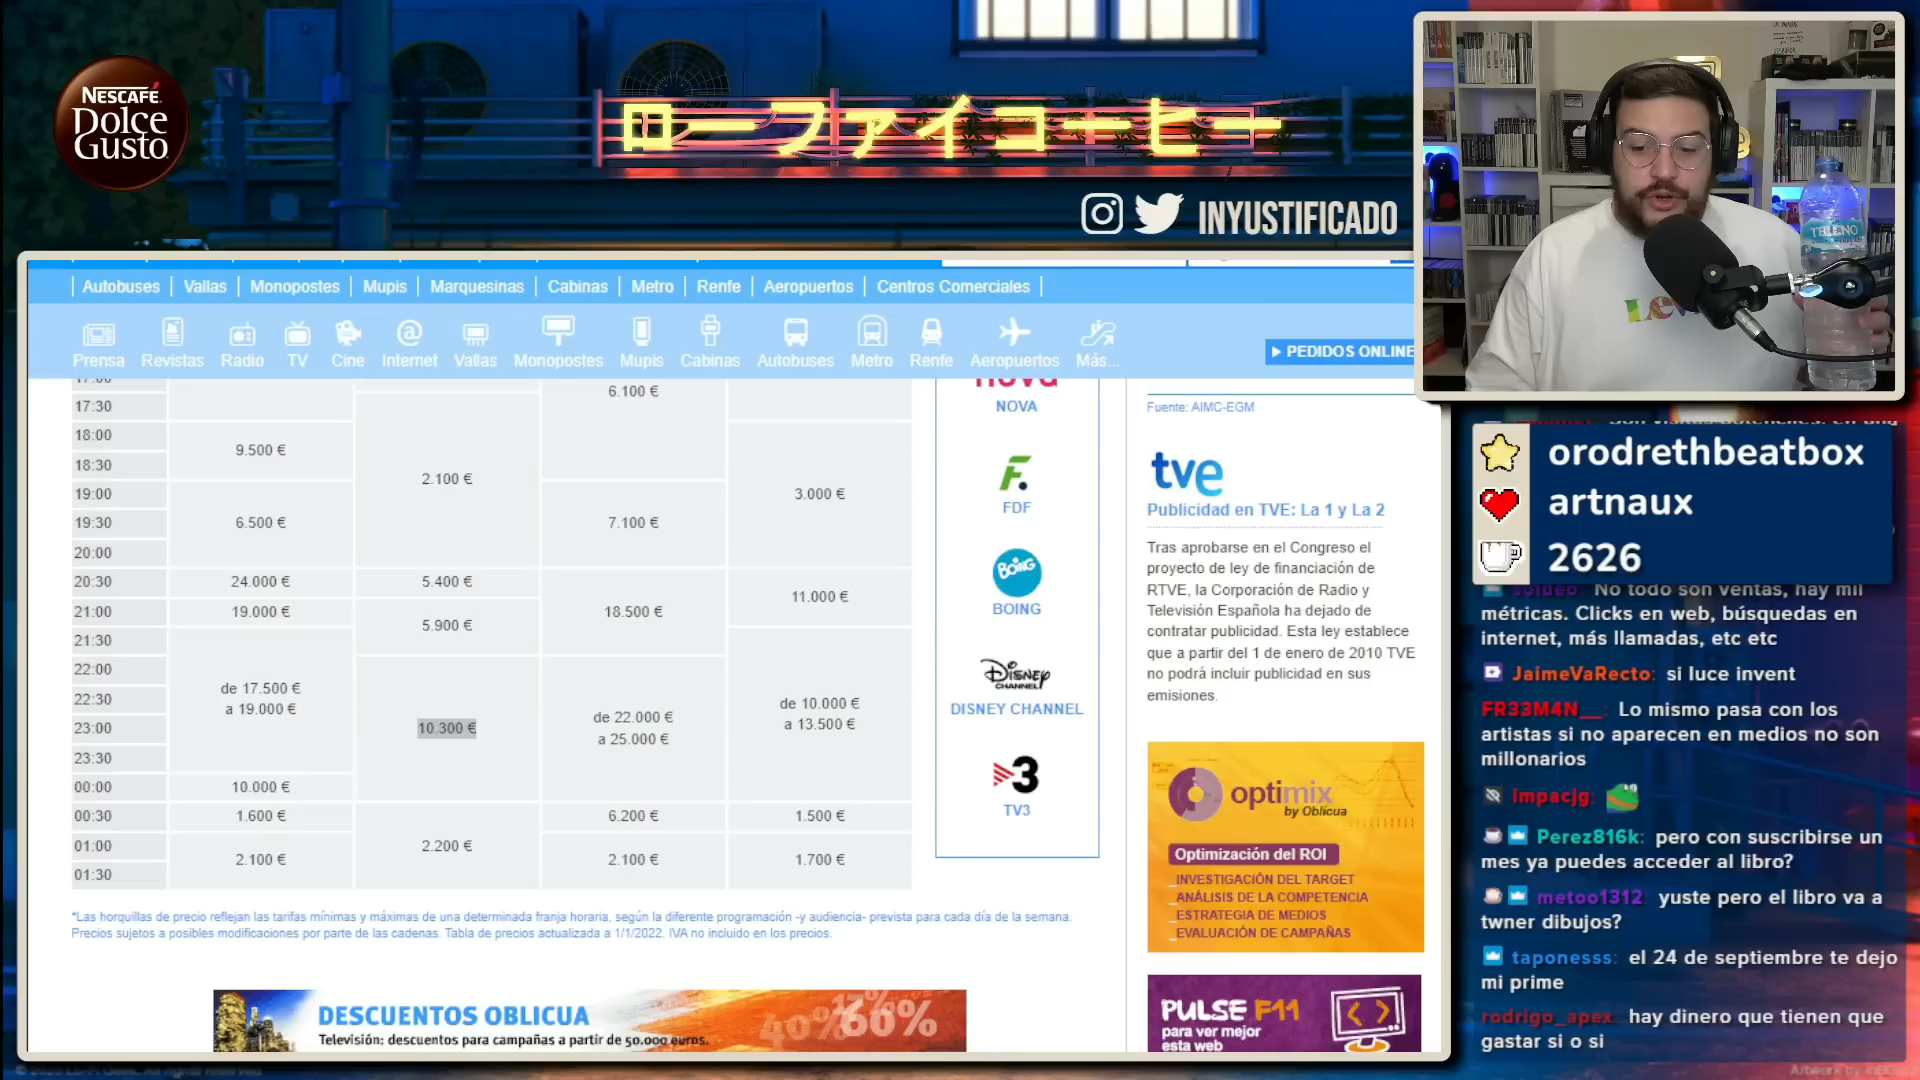 NESCAFÉ
Dolce
Gusto
ローファイコーヒー
INYUSTIFICADO
TELENO
Autobuses
Vallas
Monopostes
Mupis
Marquesinas
Cabinas
Metro
Renfe
Aeropuertos
Centros Comerciales
Prensa
Revistas
Radio
TV
Cine
Internet
Vallas
Monopostes
Mupis
Cabinas
Autobuses
Metro
Renfe
Aeropuertos
Más...
PEDIDOS ONLINE
17:00
17:30
18:00
18:30
19:00
19:30
20:00
20:30
21:00
21:30
22:00
22:30
23:00
23:30
00:00
00:30
01:00
01:30
9.500 €
6.500 €
24.000 €
19.000 €
de 17.500 €
a 19.000 €
10.000 €
1.600 €
2.100 €
2.100 €
5.400 €
5.900 €
10.300 €
2.200 €
6.100 €
7.100 €
18.500 €
de 22.000 €
a 25.000 €
6.200 €
2.100 €
3.000 €
11.000 €
de 10.000 €
a 13.500 €
1.500 €
1.700 €
nova
NOVA
F.
FDF
BOING
BOING
DISNEY
CHANNEL
DISNEY CHANNEL
3
TV3
Fuente: AIMC-EGM
tve
Publicidad en TVE: La 1 y La 2
Tras aprobarse en el Congreso el
proyecto de ley de financiación de
RTVE, la Corporación de Radio y
Televisión Española ha dejado de
contratar publicidad. Esta ley establece
que a partir del 1 de enero de 2010 TVE
no podrá incluir publicidad en sus
emisiones.
optimix
by Oblicua
Optimización del ROI
_INVESTIGACIÓN DEL TARGET
_ANÁLISIS DE LA COMPETENCIA
_ESTRATEGIA DE MEDIOS
_EVALUACIÓN DE CAMPAÑAS
PULSE F11
para ver mejor
esta web
*Las horquillas de precio reflejan las tarifas mínimas y máximas de una determinada franja horaria, según la diferente programación -y audiencia- prevista para cada día de la semana.
Precios sujetos a posibles modificaciones por parte de las cadenas. Tabla de precios actualizada a 1/1/2022. IVA no incluido en los precios.
DESCUENTOS OBLICUA
Televisión: descuentos para campañas a partir de 50.000 euros.
40% 60%
orodrethbeatbox
artnaux
2626
No todo son ventas, hay mil
métricas. Clicks en web, búsquedas en
internet, más llamadas, etc etc
JaimeVaRecto: si luce invent
FR33M4N__: Lo mismo pasa con los
artistas si no aparecen en medios no son
millonarios
impacjg:
Perez816k: pero con suscribirse un
mes ya puedes acceder al libro?
metoo1312 yuste pero el libro va a
twner dibujos?
taponesss: el 24 de septiembre te dejo
mi prime
rodrigo_apex hay dinero que tienen que
gastar si o si